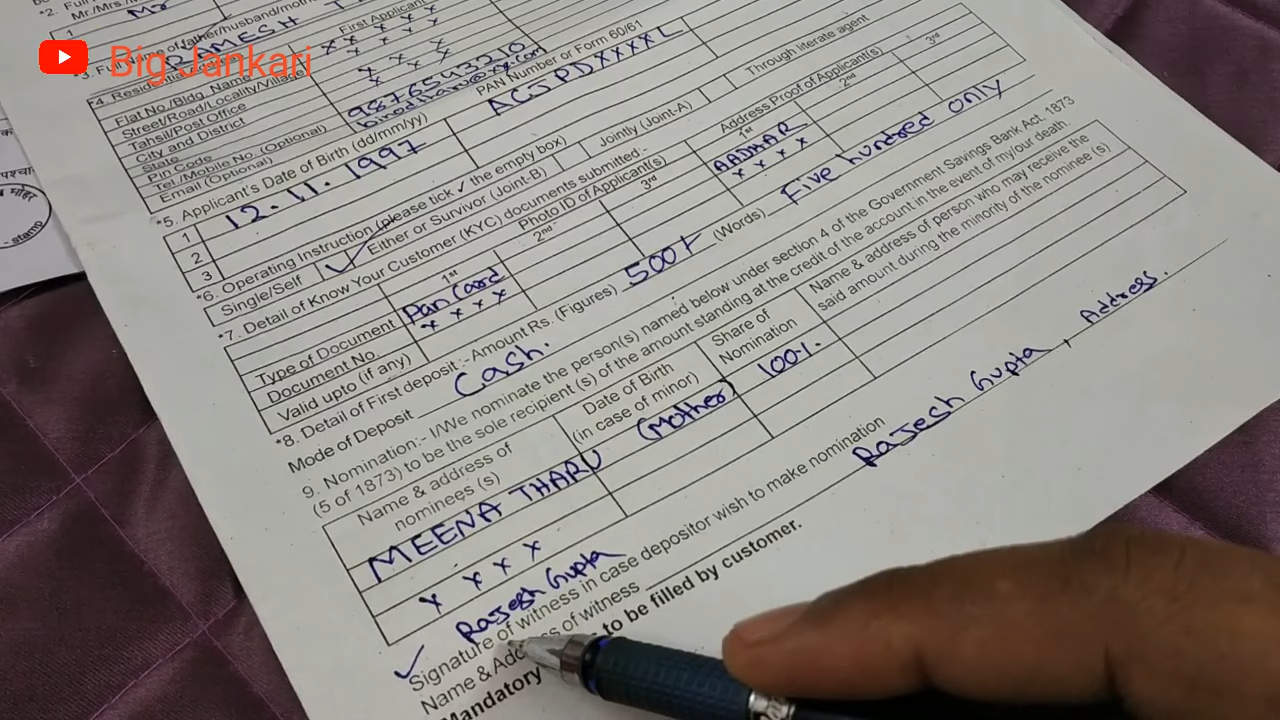 *2. Full
Mr./Mrs./
1 Mr
Big Jankari
*3. Full Name of father/husband/mother
RAMESH
First Applicant
x x x x
*4. Residential
Flat No./Bldg. Name
Street/Road/Locality/Village
Tahsil/Post Office
City and District
State
Pin Code
Tel./Mobile No. (Optional) 9876543210
Email (Optional)
PAN Number or Form 60/61
*5. Applicant's Date of Birth (dd/mm/yy)
1 12.11.1997 ACJPDXXXXL
2
3
*6. Operating Instruction (please tick ✓ the empty box)
Single/Self ✓ Either or Survivor (Joint-B) Jointly (Joint-A) Through literate agent
*7. Detail of Know Your Customer (KYC) documents submitted:-
Photo ID of Applicant(s) Address Proof of Applicant(s)
1st 2nd 3rd 1st 2nd 3rd
Type of Document Pan Card AADHAR
Document No. x x x x x x x x
Valid upto (if any)
*8. Detail of First deposit:- Amount Rs. (Figures) 500/- (Words) Five hundred only
Mode of Deposit Cash.
9. Nomination:- I/We nominate the person(s) named below under section 4 of the Government Savings Bank Act, 1873
(5 of 1873) to be the sole recipient(s) of the amount standing at the credit of the account in the event of my/our death.
Name & address of nominees (s) Date of Birth (in case of minor) Share of Nomination Name & address of person who may receive the said amount during the minority of the nominee (s)
MEENA THARU (Mother) 100%
x x x x
Rajesh Gupta
✓ Signature of witness in case depositor wish to make nomination
Name & Address of witness Rajesh Gupta, Address.
Mandatory to be filled by customer.